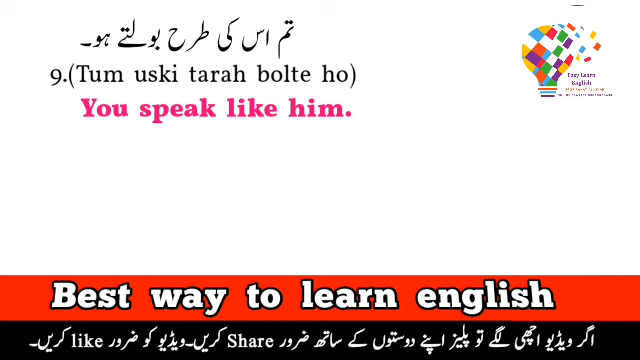 تم اس کی طرح بولتے ہو۔
9.(Tum uski tarah bolte ho)
You speak like him.
Easy Learn
English
Best way to learn english
اگر ویڈیو اچھی لگے تو پلیز اپنے دوستوں کے ساتھ ضرور Share کریں۔ویڈیو کو ضرور like کریں۔